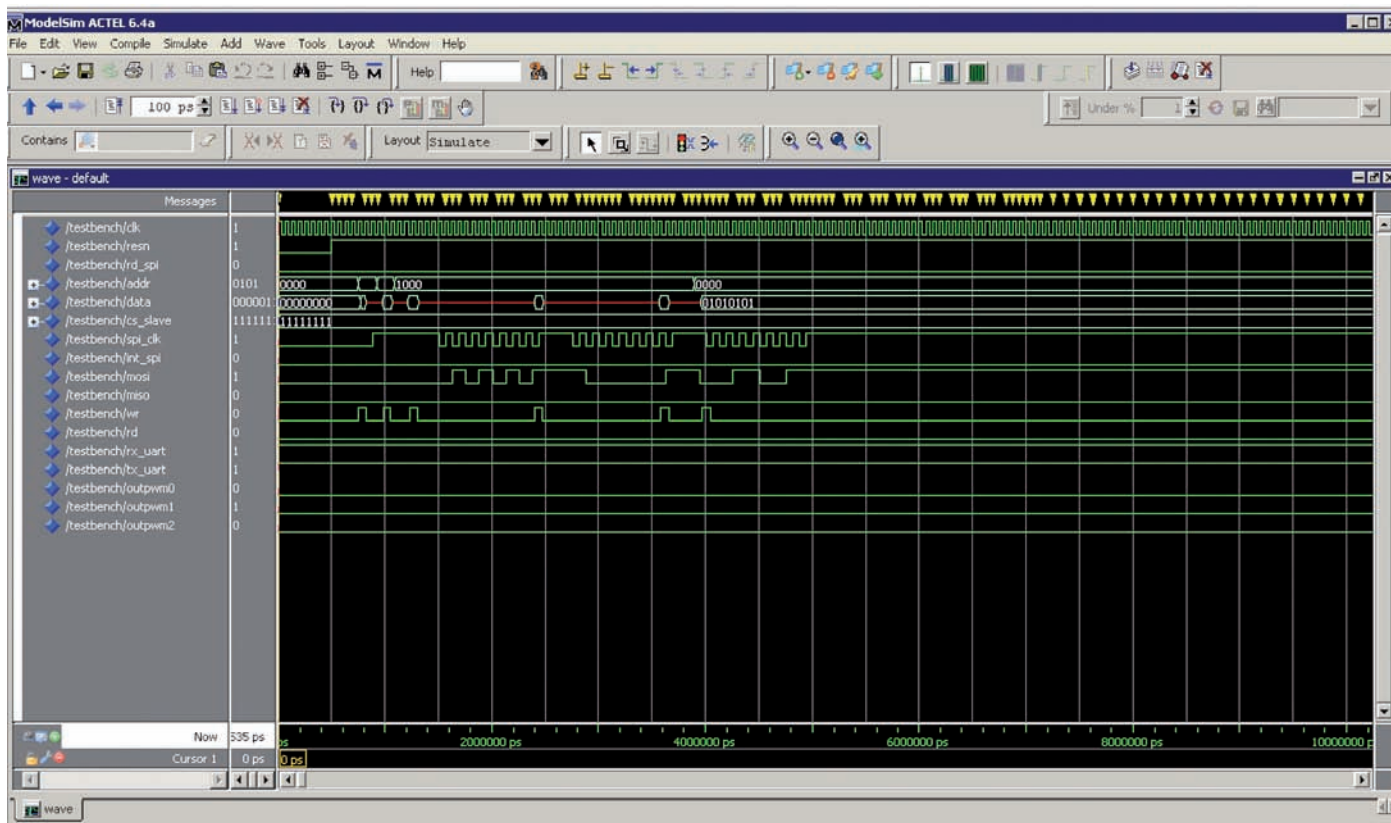 ModelSim ACTEL 6.4a
File Edit View Compile Simulate Add Wave Tools Layout Window Help
Help
100 ps
Under %
1
Contains
Layout Simulate
wave - default
Messages
/testbench/clk 1
/testbench/resn 1
/testbench/rd_spi 0
/testbench/addr 0101 0000 1000 0000
/testbench/data 000001 00000000 01010101
/testbench/cs_slave 111111 11111111
/testbench/spi_clk 1
/testbench/int_spi 0
/testbench/mosi 1
/testbench/miso 0
/testbench/wr 0
/testbench/rd 0
/testbench/rx_uart 1
/testbench/tx_uart 1
/testbench/outpwm0 0
/testbench/outpwm1 1
/testbench/outpwm2 0
Now 535 ps ps 2000000 ps 4000000 ps 6000000 ps 8000000 ps 10000000 p
Cursor 1 0 ps 0 ps
wave